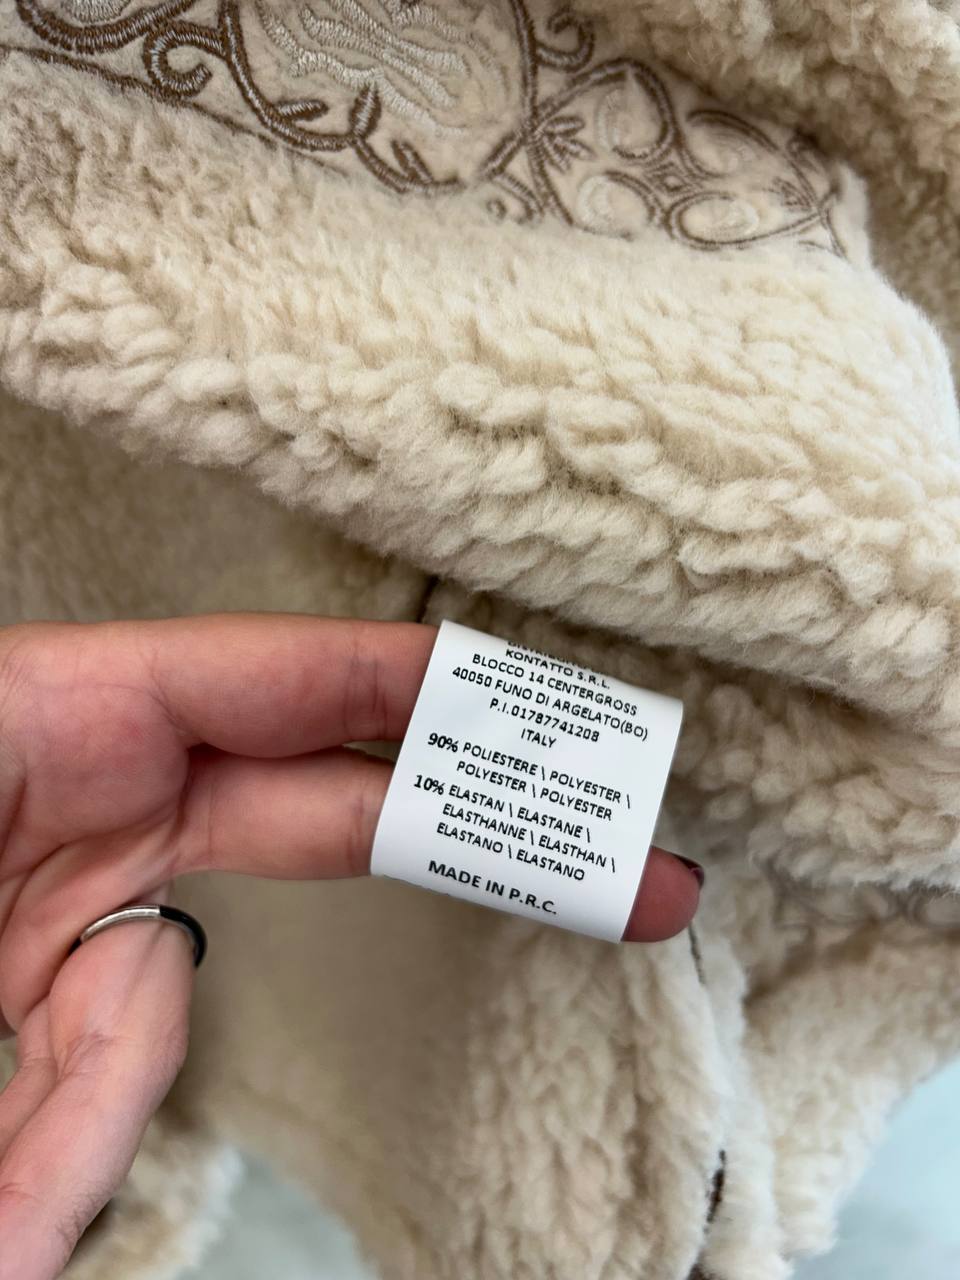 KONTATTO S.R.L.
BLOCCO 14 CENTERGROSS
40050 FUNO DI ARGELATO(BO)
P.I.01787741208
ITALY
90% POLIESTERE \ POLYESTER \
POLYESTER \ POLYESTER
10% ELASTAN \ ELASTANE \
ELASTHANNE \ ELASTHAN \
ELASTANO \ ELASTANO
MADE IN P.R.C.